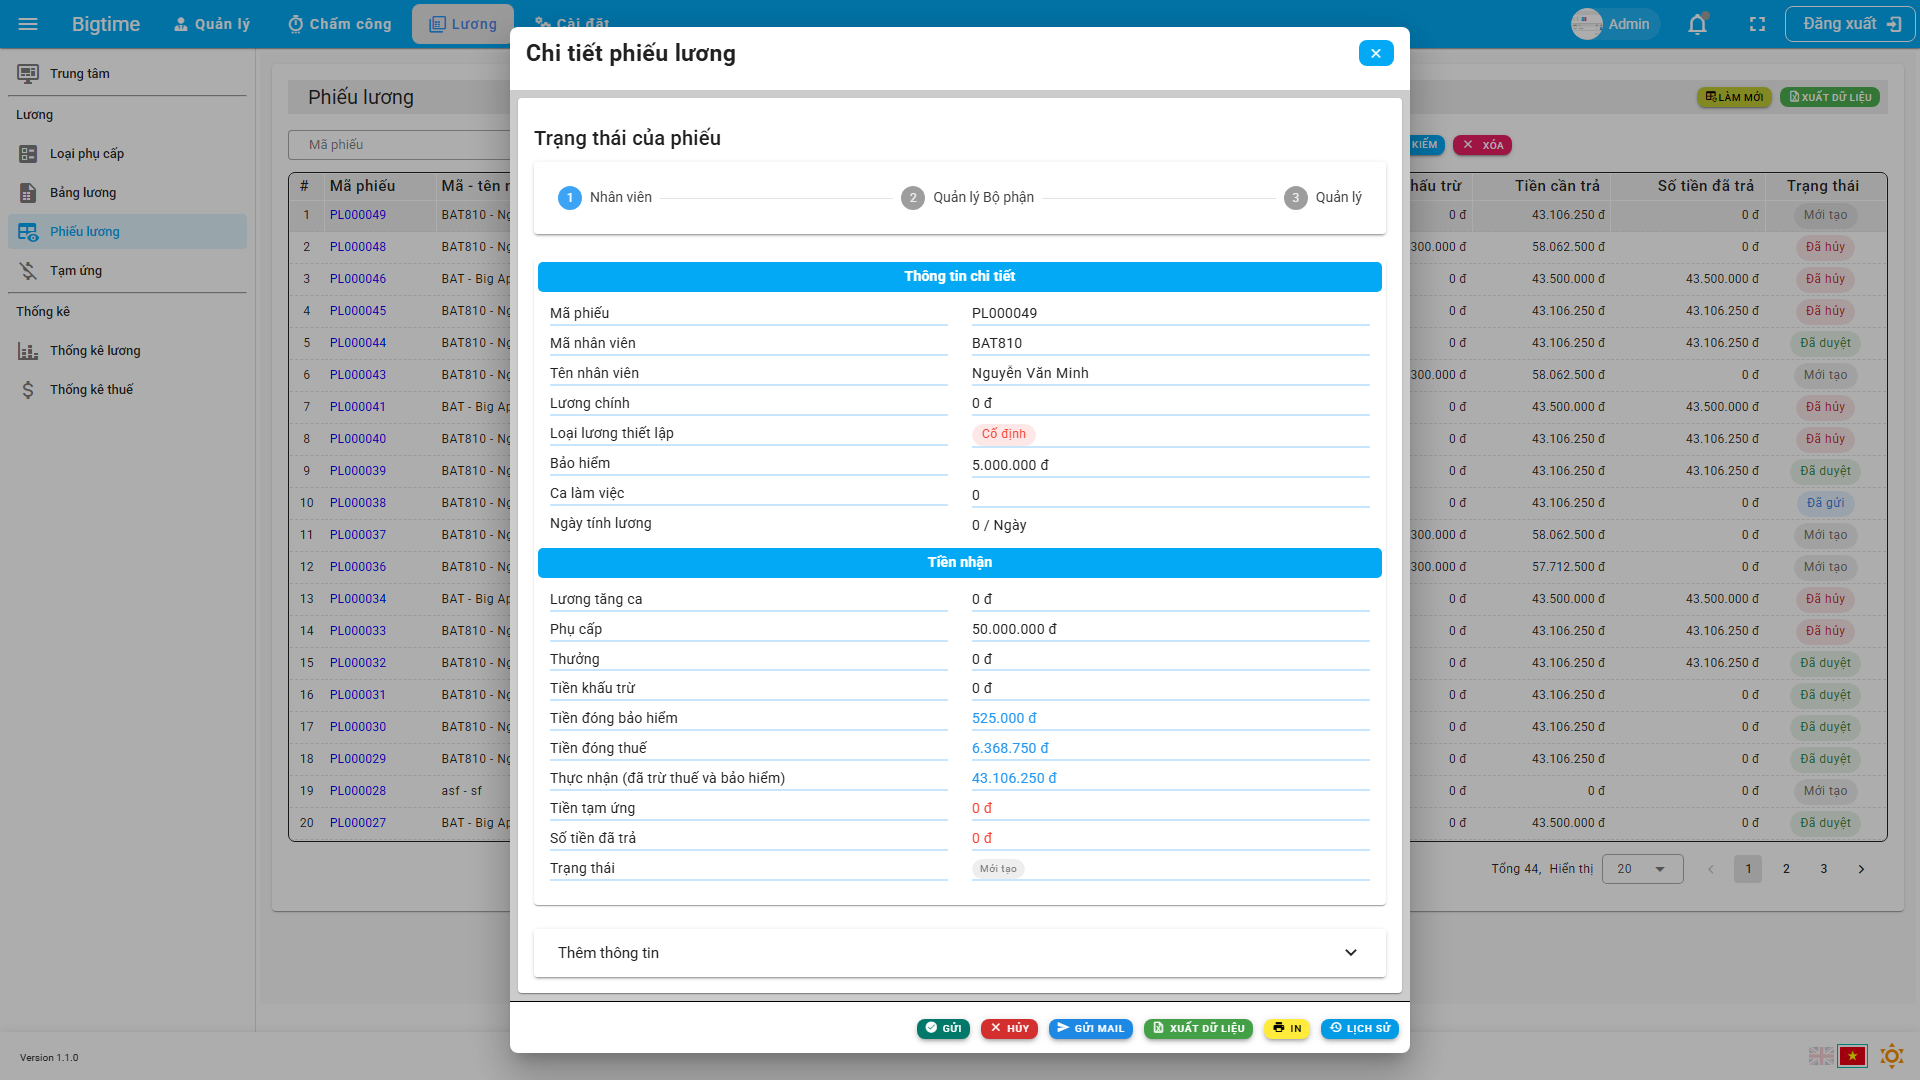 Bigtime
Quản lý
Chấm công
Lương
Cài đặt
Admin
Đăng xuất
Trung tâm
Lương
Loại phụ cấp
Bảng lương
Phiếu lương
Tạm ứng
Thống kê
Thống kê lương
Thống kê thuế
Version 1.1.0
Phiếu lương
LÀM MỚI
XUẤT DỮ LIỆU
Mã phiếu
KIẾM
XÓA
# Mã phiếu Mã - tên n hấu trừ Tiền cần trả Số tiền đã trả Trạng thái
1 PL000049 BAT810 - Ng 0 đ 43.106.250 đ 0 đ Mới tạo
2 PL000048 BAT810 - Ng 300.000 đ 58.062.500 đ 0 đ Đã hủy
3 PL000046 BAT - Big Ap 0 đ 43.500.000 đ 43.500.000 đ Đã hủy
4 PL000045 BAT810 - Ng 0 đ 43.106.250 đ 43.106.250 đ Đã hủy
5 PL000044 BAT810 - Ng 0 đ 43.106.250 đ 43.106.250 đ Đã duyệt
6 PL000043 BAT810 - Ng 300.000 đ 58.062.500 đ 0 đ Mới tạo
7 PL000041 BAT - Big Ap 0 đ 43.500.000 đ 43.500.000 đ Đã hủy
8 PL000040 BAT810 - Ng 0 đ 43.106.250 đ 43.106.250 đ Đã hủy
9 PL000039 BAT810 - Ng 0 đ 43.106.250 đ 43.106.250 đ Đã duyệt
10 PL000038 BAT810 - Ng 0 đ 43.106.250 đ 0 đ Đã gửi
11 PL000037 BAT810 - Ng 300.000 đ 58.062.500 đ 0 đ Mới tạo
12 PL000036 BAT810 - Ng 300.000 đ 57.712.500 đ 0 đ Mới tạo
13 PL000034 BAT - Big Ap 0 đ 43.500.000 đ 43.500.000 đ Đã hủy
14 PL000033 BAT810 - Ng 0 đ 43.106.250 đ 43.106.250 đ Đã hủy
15 PL000032 BAT810 - Ng 0 đ 43.106.250 đ 43.106.250 đ Đã duyệt
16 PL000031 BAT810 - Ng 0 đ 43.106.250 đ 0 đ Đã duyệt
17 PL000030 BAT810 - Ng 0 đ 43.106.250 đ 0 đ Đã duyệt
18 PL000029 BAT810 - Ng 0 đ 43.106.250 đ 0 đ Đã duyệt
19 PL000028 asf - sf 0 đ 0 đ 0 đ Mới tạo
20 PL000027 BAT - Big Ap 0 đ 43.500.000 đ 0 đ Đã duyệt
Tổng 44, Hiển thị 20 1 2 3
Chi tiết phiếu lương
Trạng thái của phiếu
1 Nhân viên
2 Quản lý Bộ phận
3 Quản lý
Thông tin chi tiết
Mã phiếu PL000049
Mã nhân viên BAT810
Tên nhân viên Nguyễn Văn Minh
Lương chính 0 đ
Loại lương thiết lập Cố định
Bảo hiểm 5.000.000 đ
Ca làm việc 0
Ngày tính lương 0 / Ngày
Tiền nhận
Lương tăng ca 0 đ
Phụ cấp 50.000.000 đ
Thưởng 0 đ
Tiền khấu trừ 0 đ
Tiền đóng bảo hiểm 525.000 đ
Tiền đóng thuế 6.368.750 đ
Thực nhận (đã trừ thuế và bảo hiểm) 43.106.250 đ
Tiền tạm ứng 0 đ
Số tiền đã trả 0 đ
Trạng thái Mới tạo
Thêm thông tin
GỬI
HỦY
GỬI MAIL
XUẤT DỮ LIỆU
IN
LỊCH SỬ